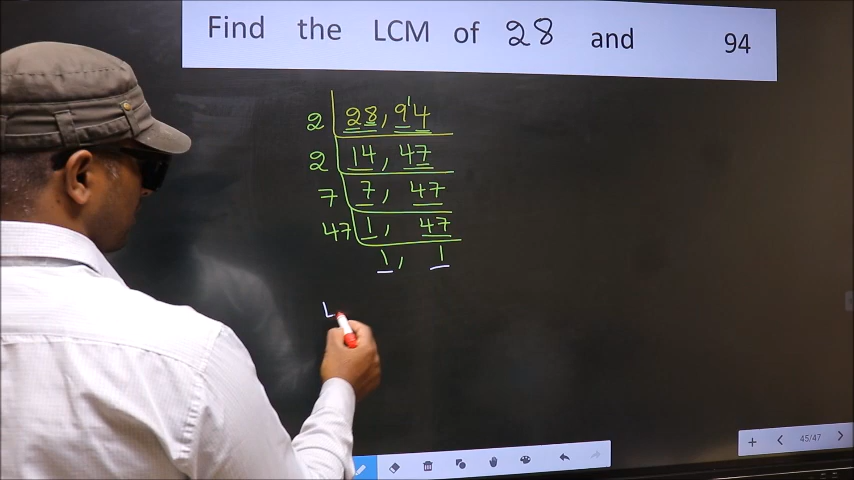 Find the LCM of 28 and 94
2 28, 9¹4
2 14, 47
7 7, 47
47 1, 47
1, 1
L
45/47